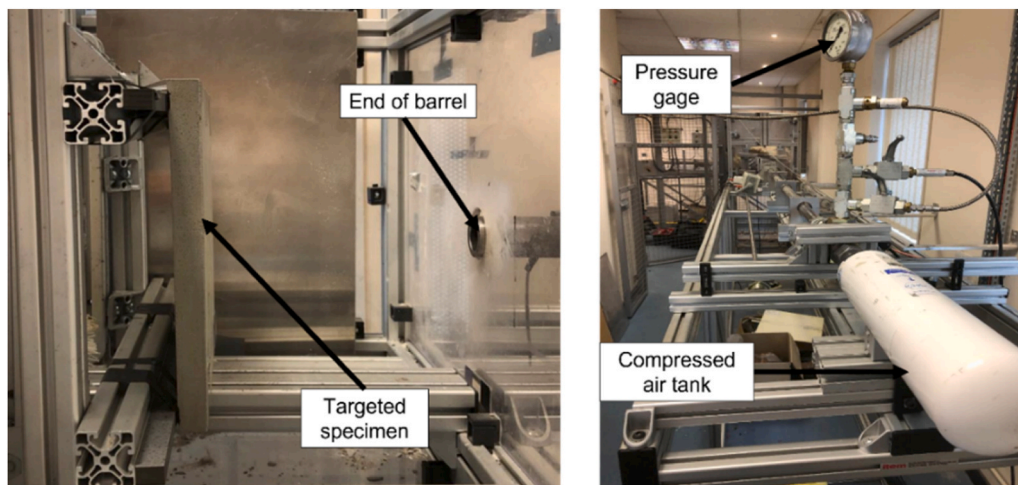 End of barrel
Targeted
specimen
Pressure
gage
Compressed
air tank